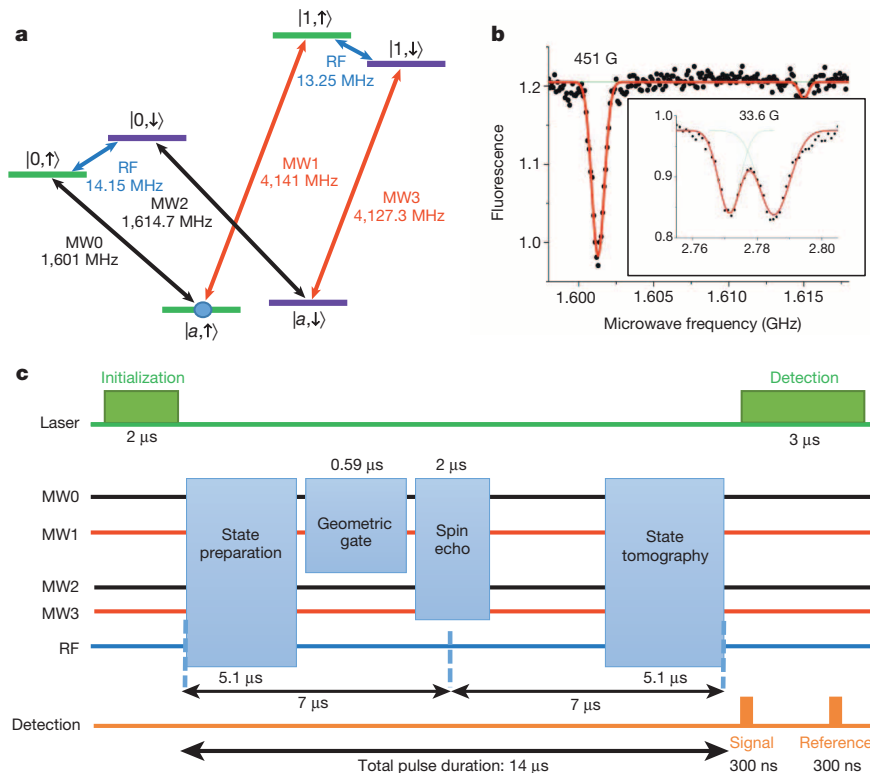 a
|1,↑⟩
|1,↓⟩
RF
13.25 MHz
|0,↓⟩
|0,↑⟩
RF
14.15 MHz
MW2
1,614.7 MHz
MW1
4,141 MHz
MW3
4,127.3 MHz
MW0
1,601 MHz
|a,↑⟩
|a,↓⟩
b
451 G
1.2
1.1
1.0
Fluorescence
33.6 G
1.0
0.9
0.8
2.76 2.78 2.80
1.600 1.605 1.610 1.615
Microwave frequency (GHz)
c
Initialization
Detection
Laser
2 μs
3 μs
0.59 μs
2 μs
MW0
MW1
MW2
MW3
RF
State
preparation
Geometric
gate
Spin
echo
State
tomography
5.1 μs
5.1 μs
7 μs
7 μs
Detection
Signal
Reference
Total pulse duration: 14 μs
300 ns
300 ns